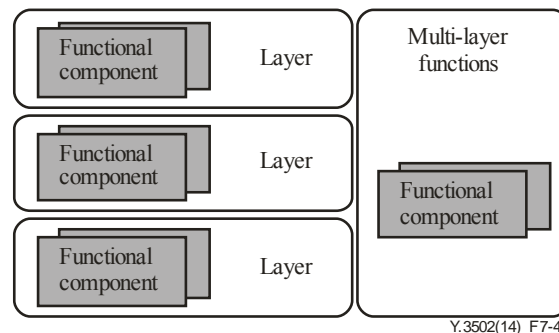 Functional
component
Layer
Multi-layer
functions
Functional
component
Layer
Functional
component
Functional
component
Layer
Y.3502(14)_F7-4